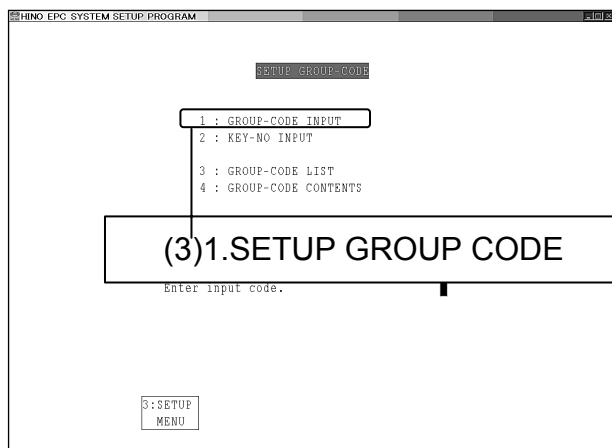 HINO EPC SYSTEM SETUP PROGRAM
SETUP GROUP-CODE
1 : GROUP-CODE INPUT
2 : KEY-NO INPUT
3 : GROUP-CODE LIST
4 : GROUP-CODE CONTENTS
(3)1.SETUP GROUP CODE
Enter input code.
3:SETUP
MENU